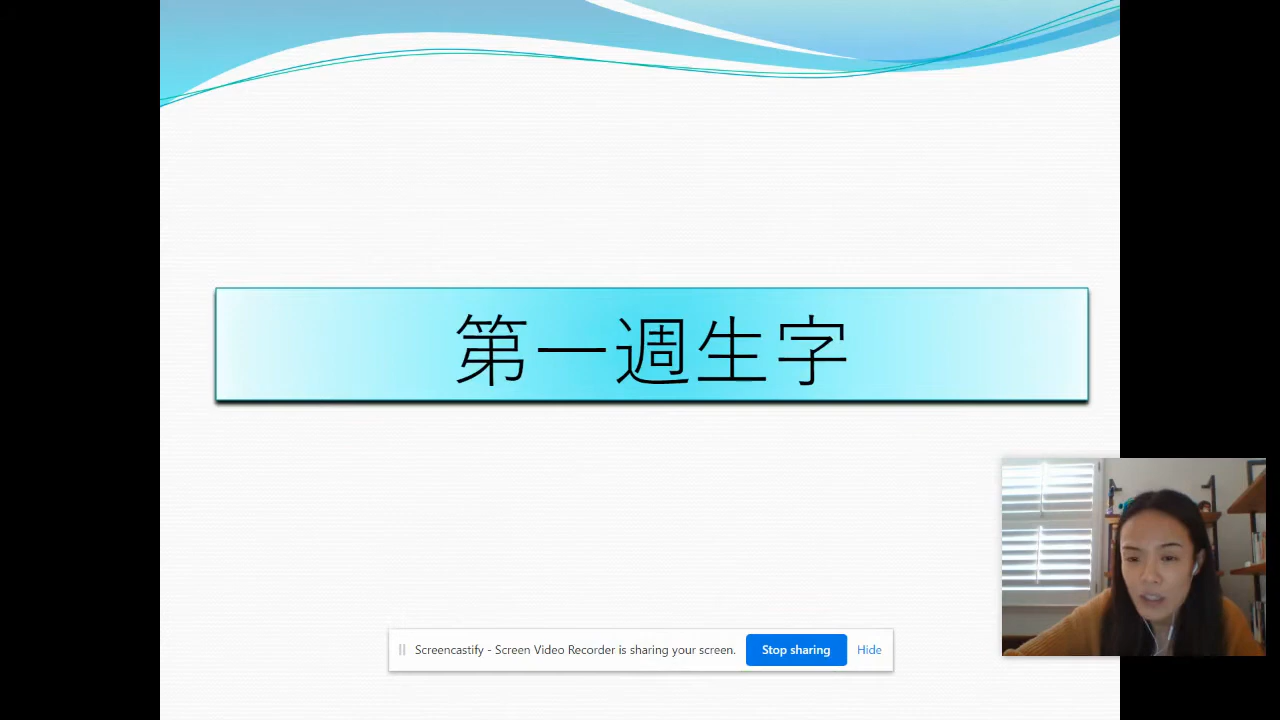 第一週生字
Screencastify - Screen Video Recorder is sharing your screen.
Stop sharing
Hide